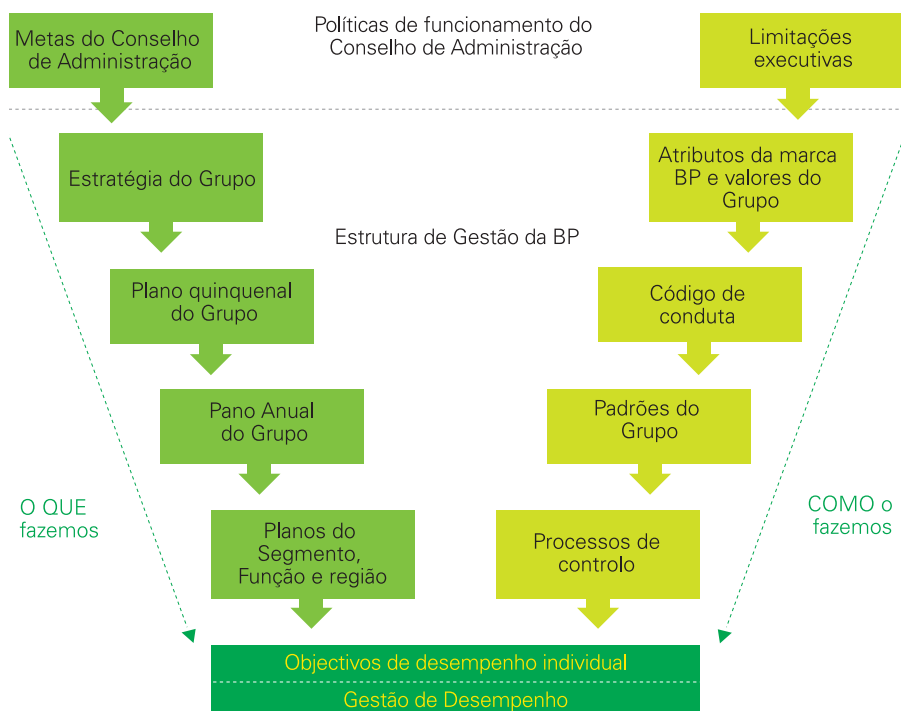 Metas do Conselho
de Administração
Políticas de funcionamento do
Conselho de Administração
Limitações
executivas
Estratégia do Grupo
Atributos da marca
BP e valores do
Grupo
Estrutura de Gestão da BP
Plano quinquenal
do Grupo
Código de
conduta
Pano Anual
do Grupo
Padrões do
Grupo
O QUE
fazemos
COMO o
fazemos
Planos do
Segmento,
Função e região
Processos de
controlo
Objectivos de desempenho individual
Gestão de Desempenho